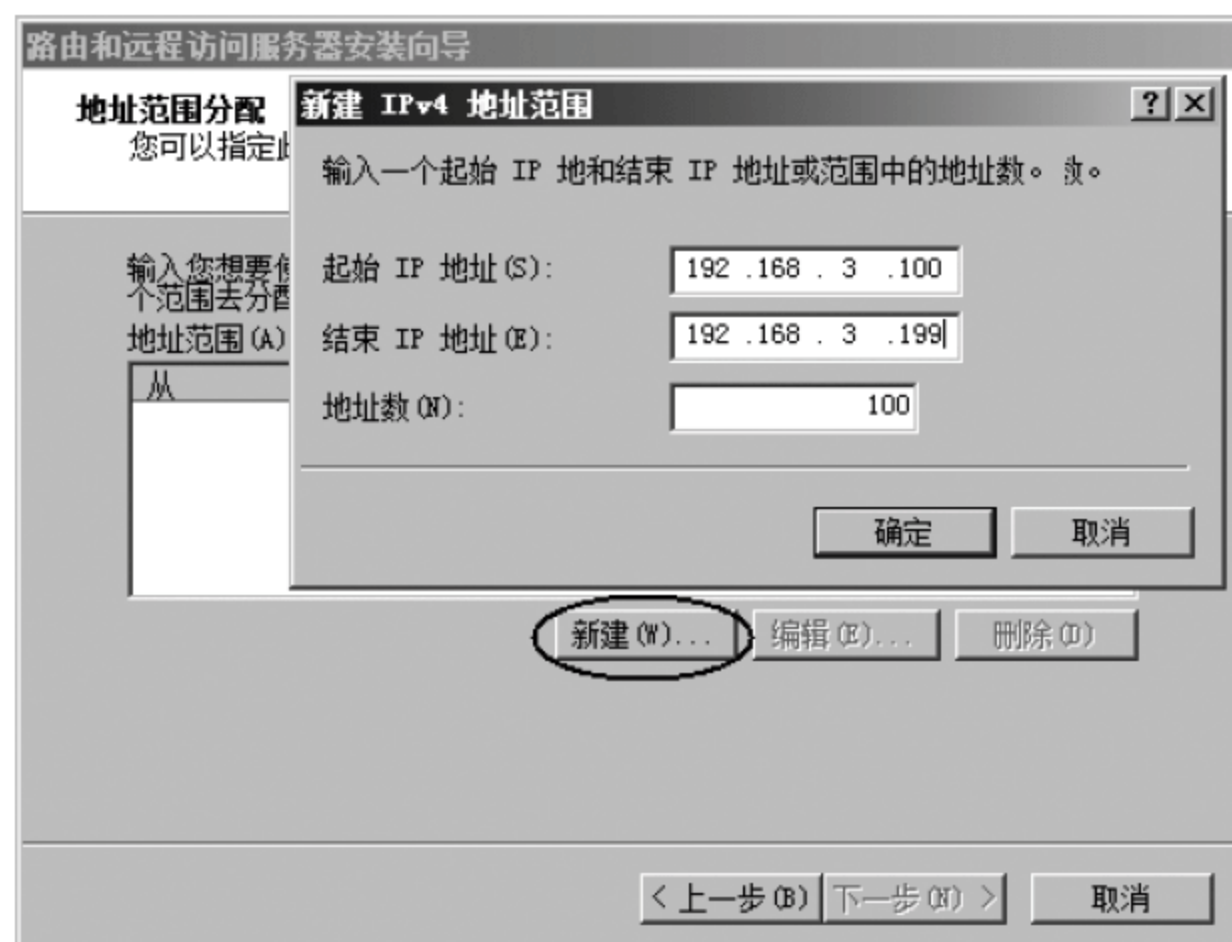 路由和远程访问服务器安装向导
地址范围分配
您可以指定
新建 IPv4 地址范围
输入一个起始 IP 地和结束 IP 地址或范围中的地址数。 数。
输入您想要使
个范围去分配
地址范围(A)
从
起始 IP 地址(S):
192 .168 . 3 .100
结束 IP 地址(E):
192 .168 . 3 .199
地址数(N):
100
确定
取消
新建(W)...
编辑(E)...
删除(D)
< 上一步(B)
下一步(N) >
取消